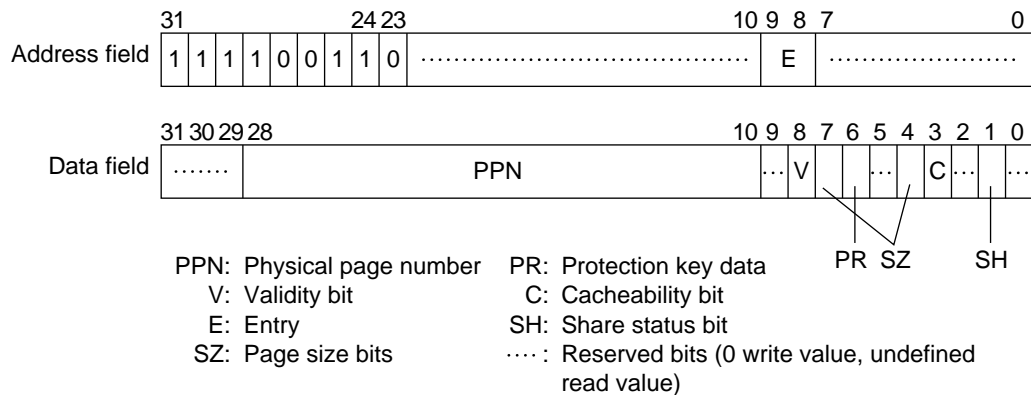 31 24 23 10 9 8 7 0
Address field 1 1 1 1 0 0 1 1 0 ........ E ........
31 30 29 28 10 9 8 7 6 5 4 3 2 1 0
Data field ....... PPN ... V ... C ... ...
PR SZ SH
PPN: Physical page number PR: Protection key data
V: Validity bit C: Cacheability bit
E: Entry SH: Share status bit
SZ: Page size bits ....: Reserved bits (0 write value, undefined
read value)